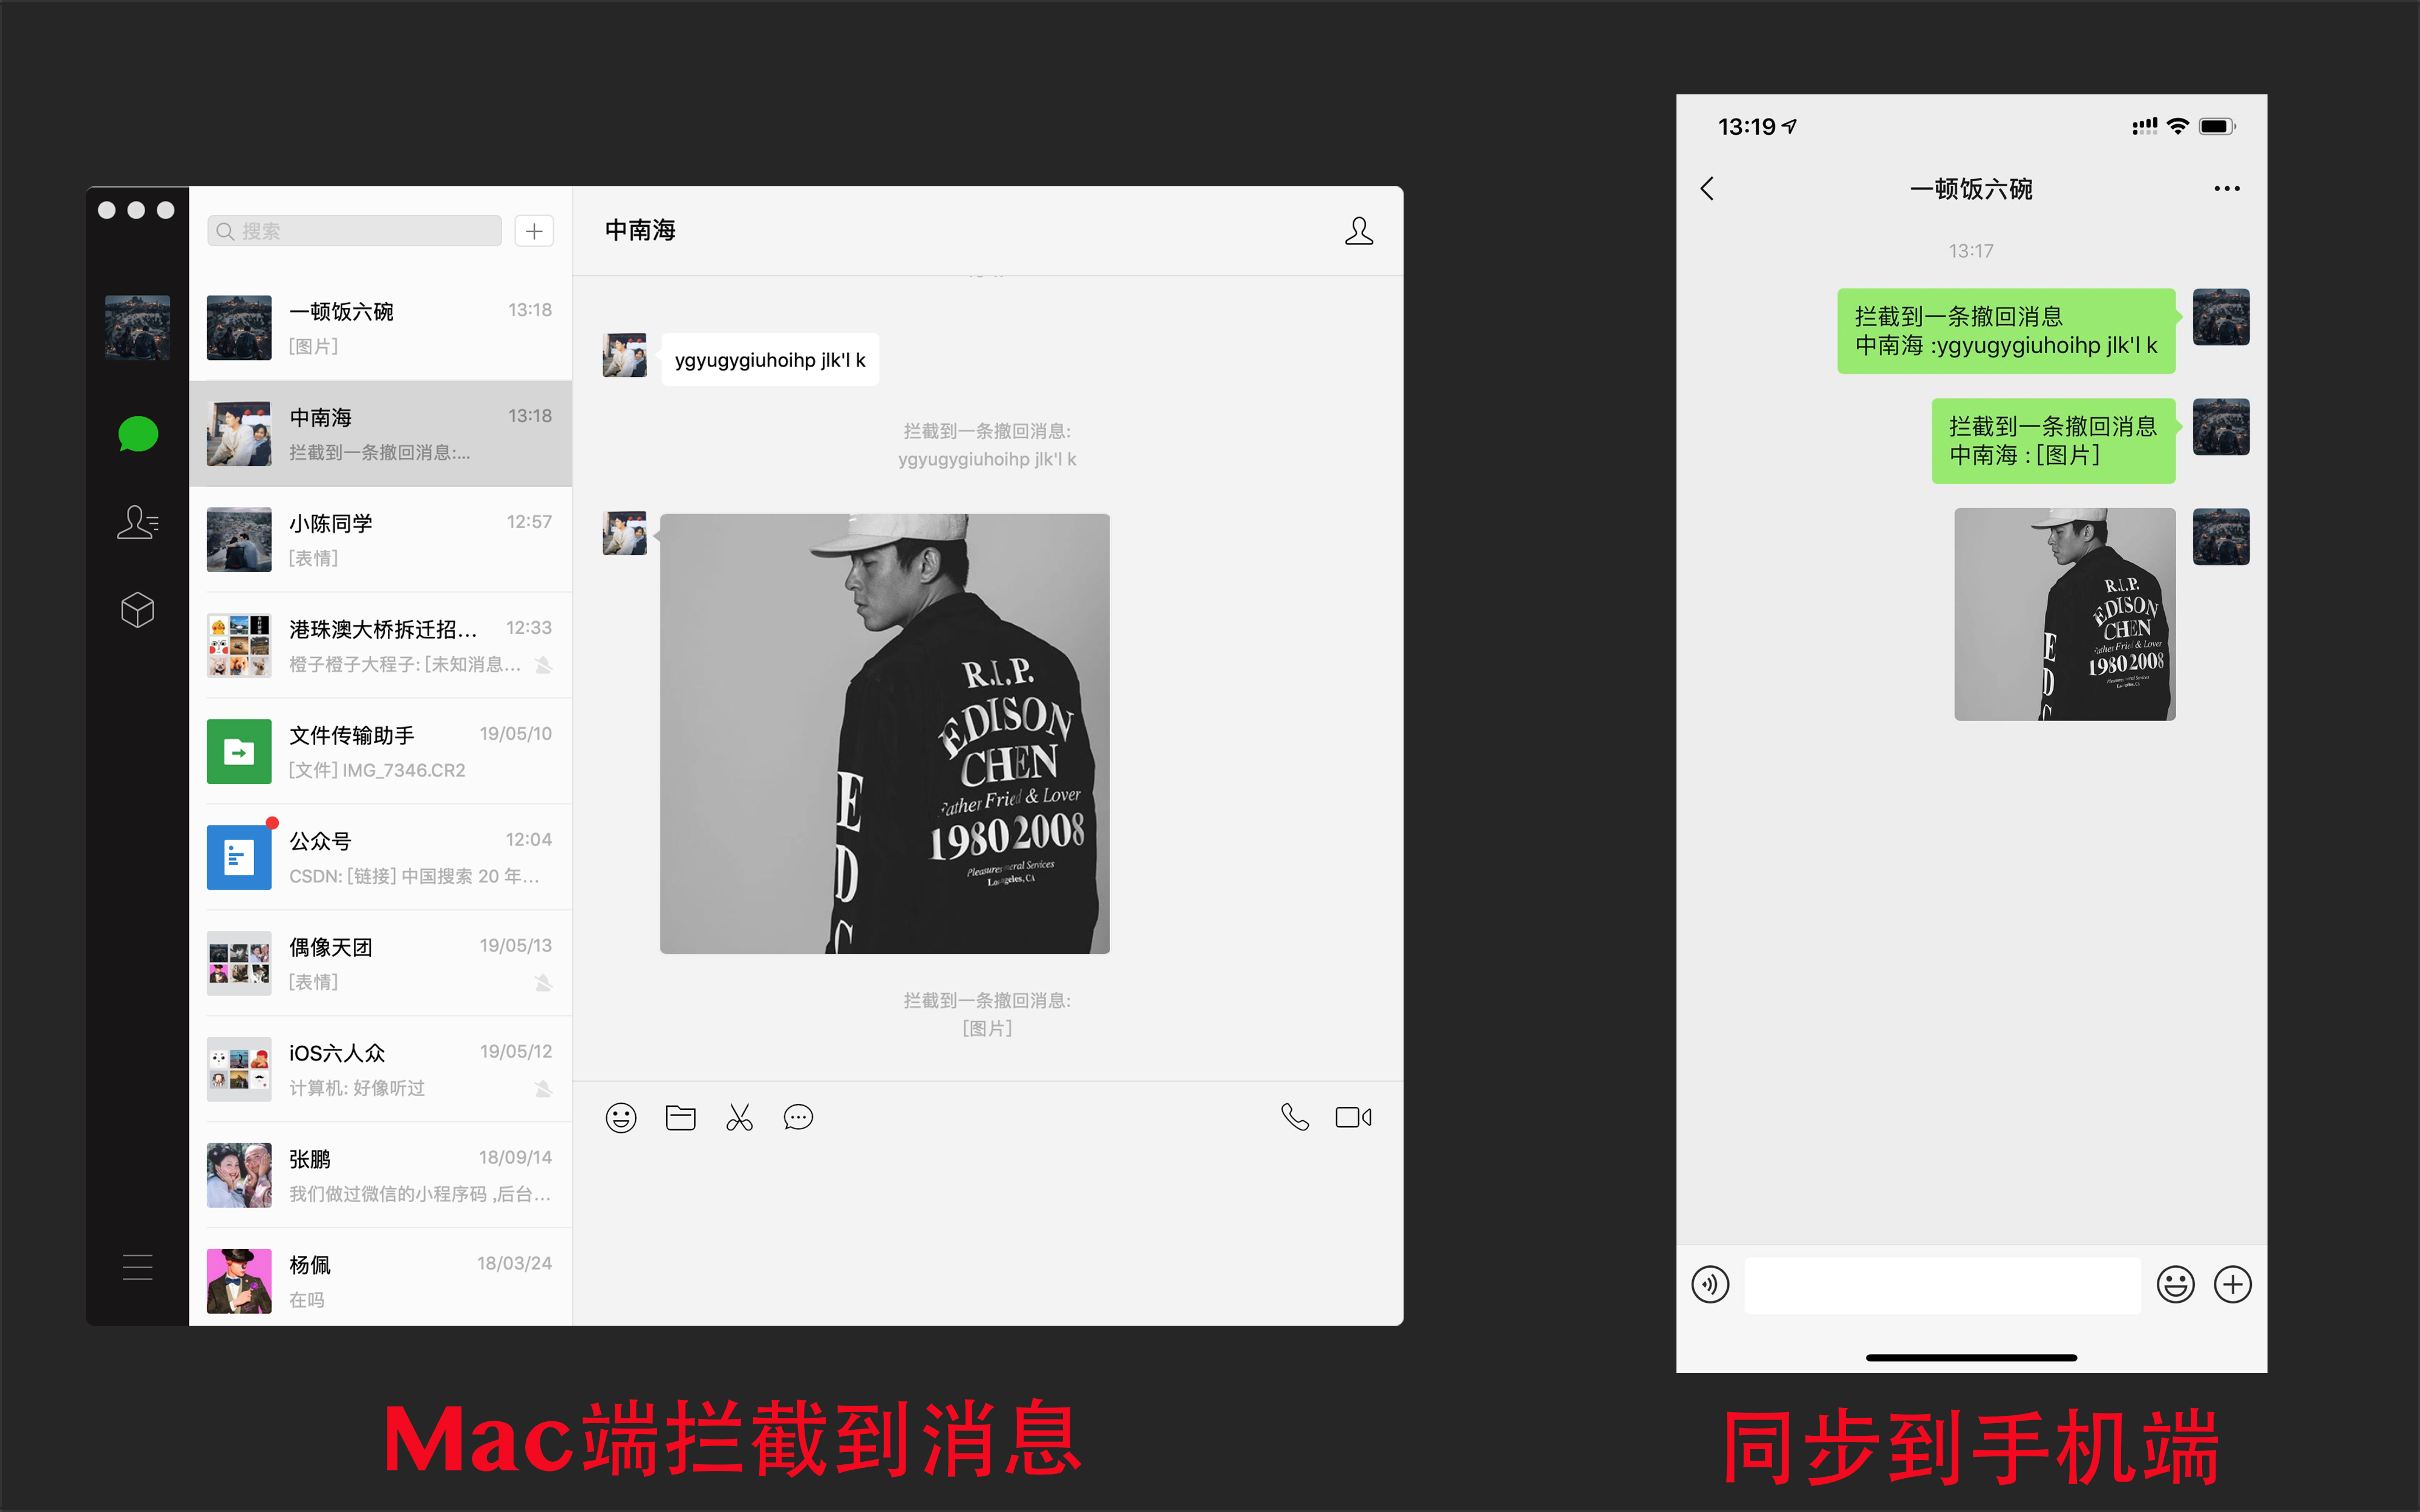 搜索
一顿饭六碗
13:18
[图片]
中南海
13:18
拦截到一条撤回消息:...
小陈同学
12:57
[表情]
港珠澳大桥拆迁招...
12:33
橙子橙子大程子: [未知消息...
文件传输助手
19/05/10
[文件] IMG_7346.CR2
公众号
12:04
CSDN: [链接] 中国搜索 20 年...
偶像天团
19/05/13
[表情]
iOS六人众
19/05/12
计算机: 好像听过
张鹏
18/09/14
我们做过微信的小程序码 ,后台...
杨佩
18/03/24
在吗
中南海
ygyugygiuhoihp jlk'l k
拦截到一条撤回消息:
ygyugygiuhoihp jlk'l k
R.I.P.
EDISON
CHEN
Father Fried & Lover
1980 2008
Pleasures
eral Services
Los ngeles, CA
E
D
C
拦截到一条撤回消息:
[图片]
Mac端拦截到消息
13:19
一顿饭六碗
13:17
拦截到一条撤回消息
中南海 :ygyugygiuhoihp jlk'l k
拦截到一条撤回消息
中南海 : [图片]
R.I.P.
EDISON
CHEN
Father Fried & Lover
1980 2008
E
D
C
同步到手机端